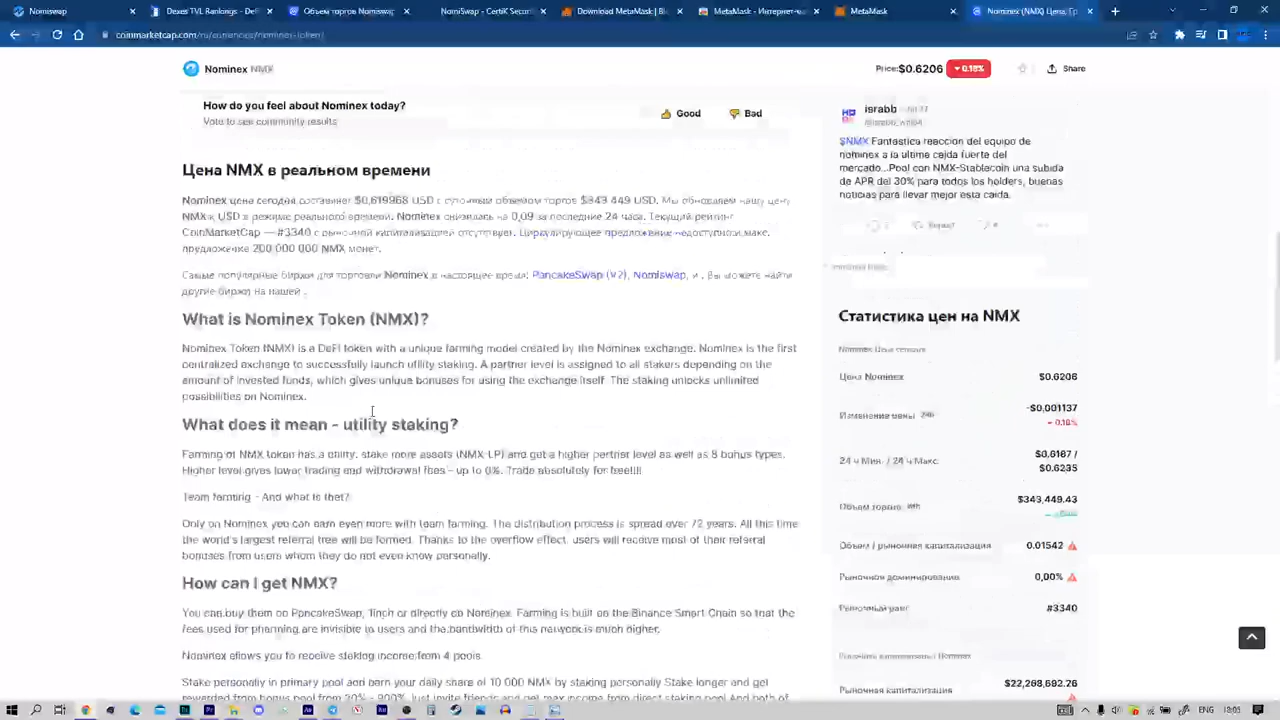 Nomiswap
Download MetaMask | Blo
MetaMask -
MetaMask
coinmarketcap.com
Nominex NMX
Price: $0.6206 0.18%
Share
How do you feel about Nominex today?
Vote to see community results
Good
Bad
Цена NMX в реальном времени
Nominex цена сегодня составляет $0,619968 USD с суточным объемом торгов $343 449 USD. Мы обновляем нашу цену
NMX к USD в режиме реального времени. Nominex снизилась на 0,09 за последние 24 часа. Текущий рейтинг
CoinMarketCap — #3340 с рыночной капитализацией отсутствует. Циркулирующее предложение недоступно макс.
предложение 200 000 000 NMX монет.
Самые популярные биржи для торговли Nominex в настоящее время: PancakeSwap (V2), Nomiswap, и . Вы можете найти
другие биржи на нашей .
What is Nominex Token (NMX)?
Nominex Token (NMX) is a DeFi token with a unique farming model created by the Nominex exchange. Nominex is the first
centralized exchange to successfully launch utility staking. A partner level is assigned to all stakers depending on the
amount of invested funds, which gives unique bonuses for using the exchange itself. The staking unlocks unlimited
possibilities on Nominex.
What does it mean - utility staking?
Farming of NMX token has a utility: stake more assets (NMX-LP) and get a higher partner level as well as 8 bonus types.
Higher level gives lower trading and withdrawal fees - up to 0%. Trade absolutely for free!!!
Team farming - And what is that?
Only on Nominex you can earn even more with team farming. The distribution process is spread over 72 years. All this time
the world's largest referral tree will be formed. Thanks to the overflow effect, users will receive most of their referral
bonuses from users whom they do not even know personally.
How can I get NMX?
You can buy them on PancakeSwap, 1inch or directly on Nominex. Farming is built on the Binance Smart Chain so that the
fees used for pharming are invisible to users and the bandwidth of this network is much higher.
Nominex allows you to receive staking income from 4 pools.
Stake personally in primary pool and earn your daily share of 10 000 NMX by staking personally Stake longer and get
rewarded from bonus pool from 30% - 900%. Just invite friends and get max income from direct staking pool And both of
israbb
$NMX Fantastica reaccion del equipo de
nominex a la ultima caida fuerte del
mercado...Pool con NMX-Stablecoin una subida
de APR del 30% para todos los holders, buenas
noticias para llevar mejor esta caida.
Статистика цен на NMX
Nominex Цена сегодня
Цена Nominex $0.6206
Изменение цены 24h -$0,001137
0.18%
24 ч Мин. / 24 ч Макс. $0.6167 /
$0.6235
Объем торгов 24h $343,449.43
Объем / рыночная капитализация 0.01542
Рыночное доминирование 0,00%
Рыночный ранг #3340
Рыночная капитализация Nominex
Рыночная капитализация $22,268,692.76
ENG